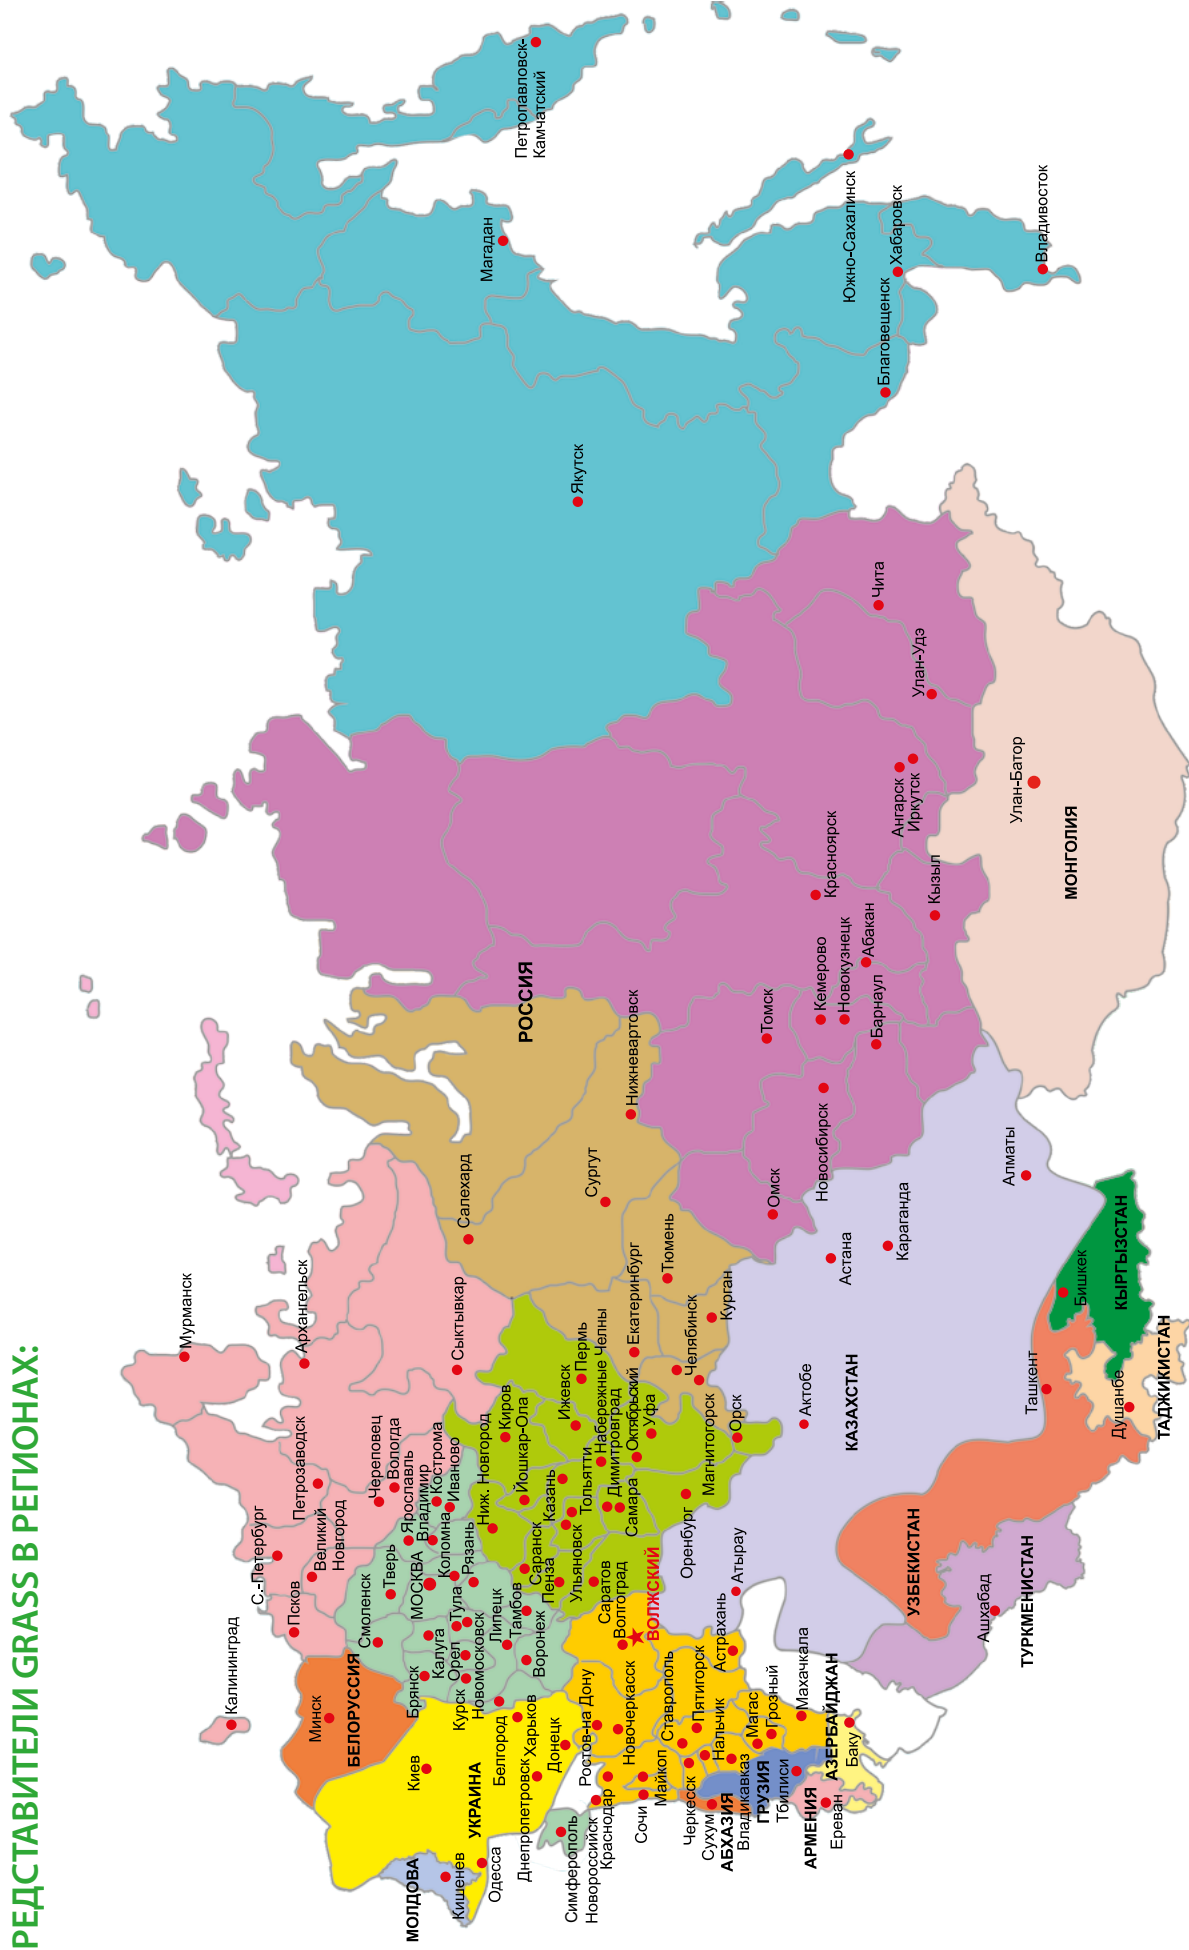 РЕДСТАВИТЕЛИ GRASS В РЕГИОНАХ:
Калининград
Мурманск
С.-Петербург
Псков
Великий
Новгород
Петрозаводск
Архангельск
Череповец
Вологда
Сыктывкар
Салехард
РОССИЯ
Сургут
Нижневартовск
Тюмень
Екатеринбург
Челябинск
Курган
Магнитогорск
Смоленск
Тверь
МОСКВА
Ярославль
Владимир
Кострома
Иваново
Коломна
Рязань
Калуга
Тула
Брянск
Орел
Курск
Новомосковск
Липецк
Тамбов
Воронеж
Белгород
Ниж. Новгород
Киров
Йошкар-Ола
Казань
Ижевск
Пермь
Набережные Челны
Тольятти
Димитровград
Октябрьский
Уфа
Самара
Саранск
Пенза
Ульяновск
Саратов
Оренбург
Орск
Волгоград
ВОЛЖСКИЙ
Астрахань
Ростов-на Дону
Новочеркасск
Ставрополь
Пятигорск
Нальчик
Магас
Грозный
Махачкала
Владикавказ
Черкесск
Майкоп
Сочи
Краснодар
Новороссийск
Симферополь
Минск
БЕЛОРУССИЯ
Киев
УКРАИНА
Харьков
Донецк
Днепропетровск
Одесса
МОЛДОВА
Кишенев
Сухум
АБХАЗИЯ
ГРУЗИЯ
Тбилиси
АРМЕНИЯ
Ереван
АЗЕРБАЙДЖАН
Баку
Атырау
Актобе
КАЗАХСТАН
Астана
Караганда
Алматы
УЗБЕКИСТАН
Ташкент
ТУРКМЕНИСТАН
Ашхабад
Душанбе
ТАДЖИКИСТАН
Бишкек
КЫРГЫЗСТАН
Омск
Томск
Новосибирск
Кемерово
Новокузнецк
Барнаул
Абакан
Красноярск
Кызыл
Ангарск
Иркутск
Улан-Удэ
Чита
Улан-Батор
МОНГОЛИЯ
Якутск
Магадан
Петропавловск-
Камчатский
Южно-Сахалинск
Благовещенск
Хабаровск
Владивосток